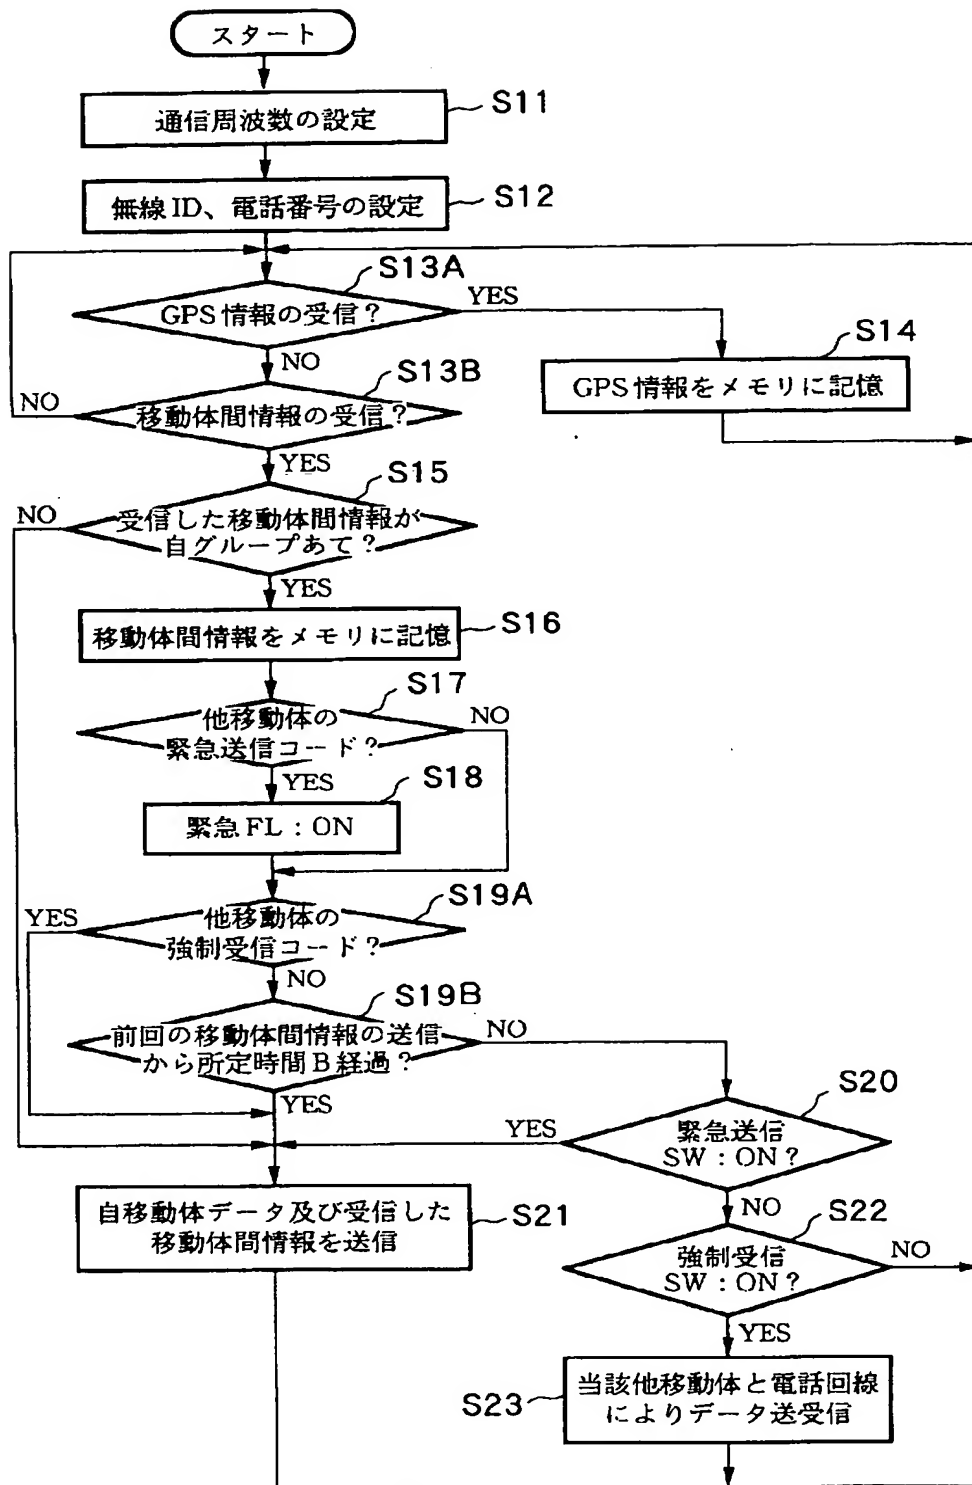 スタート
通信周波数の設定
S11
無線ID、電話番号の設定
S12
S13A
GPS情報の受信？
YES
NO
S14
GPS情報をメモリに記憶
S13B
移動体間情報の受信？
NO
YES
S15
受信した移動体間情報が
自グループあて？
NO
YES
移動体間情報をメモリに記憶
S16
S17
他移動体の
緊急送信コード？
NO
YES
S18
緊急FL：ON
S19A
他移動体の
強制受信コード？
YES
NO
S19B
前回の移動体間情報の送信
から所定時間B経過？
NO
YES
S20
緊急送信
SW：ON？
YES
NO
自移動体データ及び受信した
移動体間情報を送信
S21
S22
強制受信
SW：ON？
NO
YES
S23
当該他移動体と電話回線
によりデータ送受信